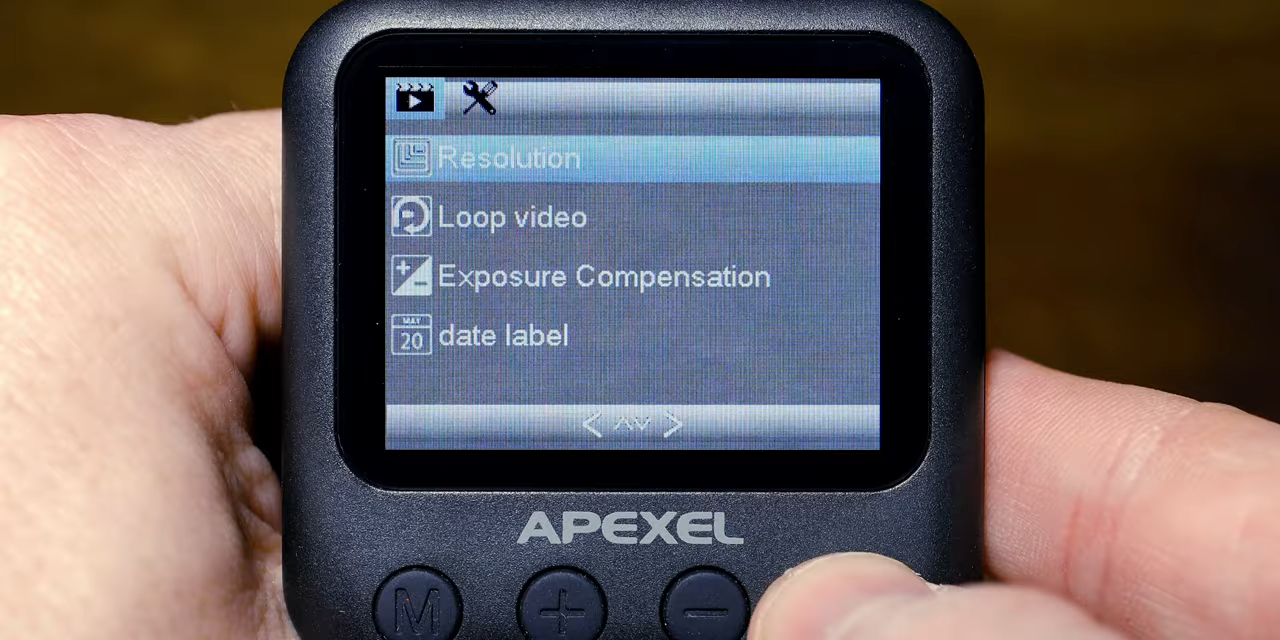 Resolution
Loop video
Exposure Compensation
MAY
20
date label
APEXEL
M